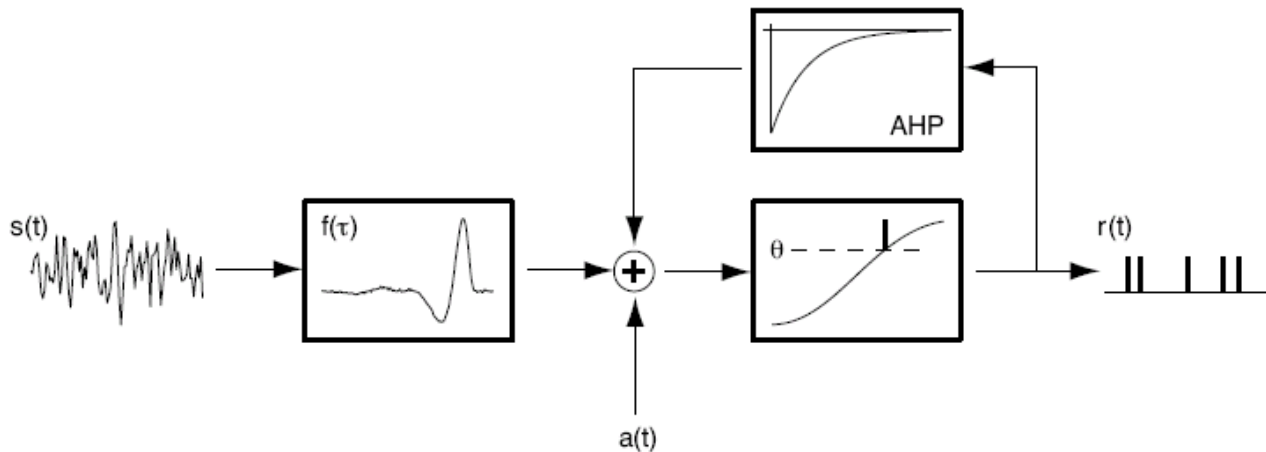 AHP
s(t)
f(τ)
+
θ
r(t)
a(t)